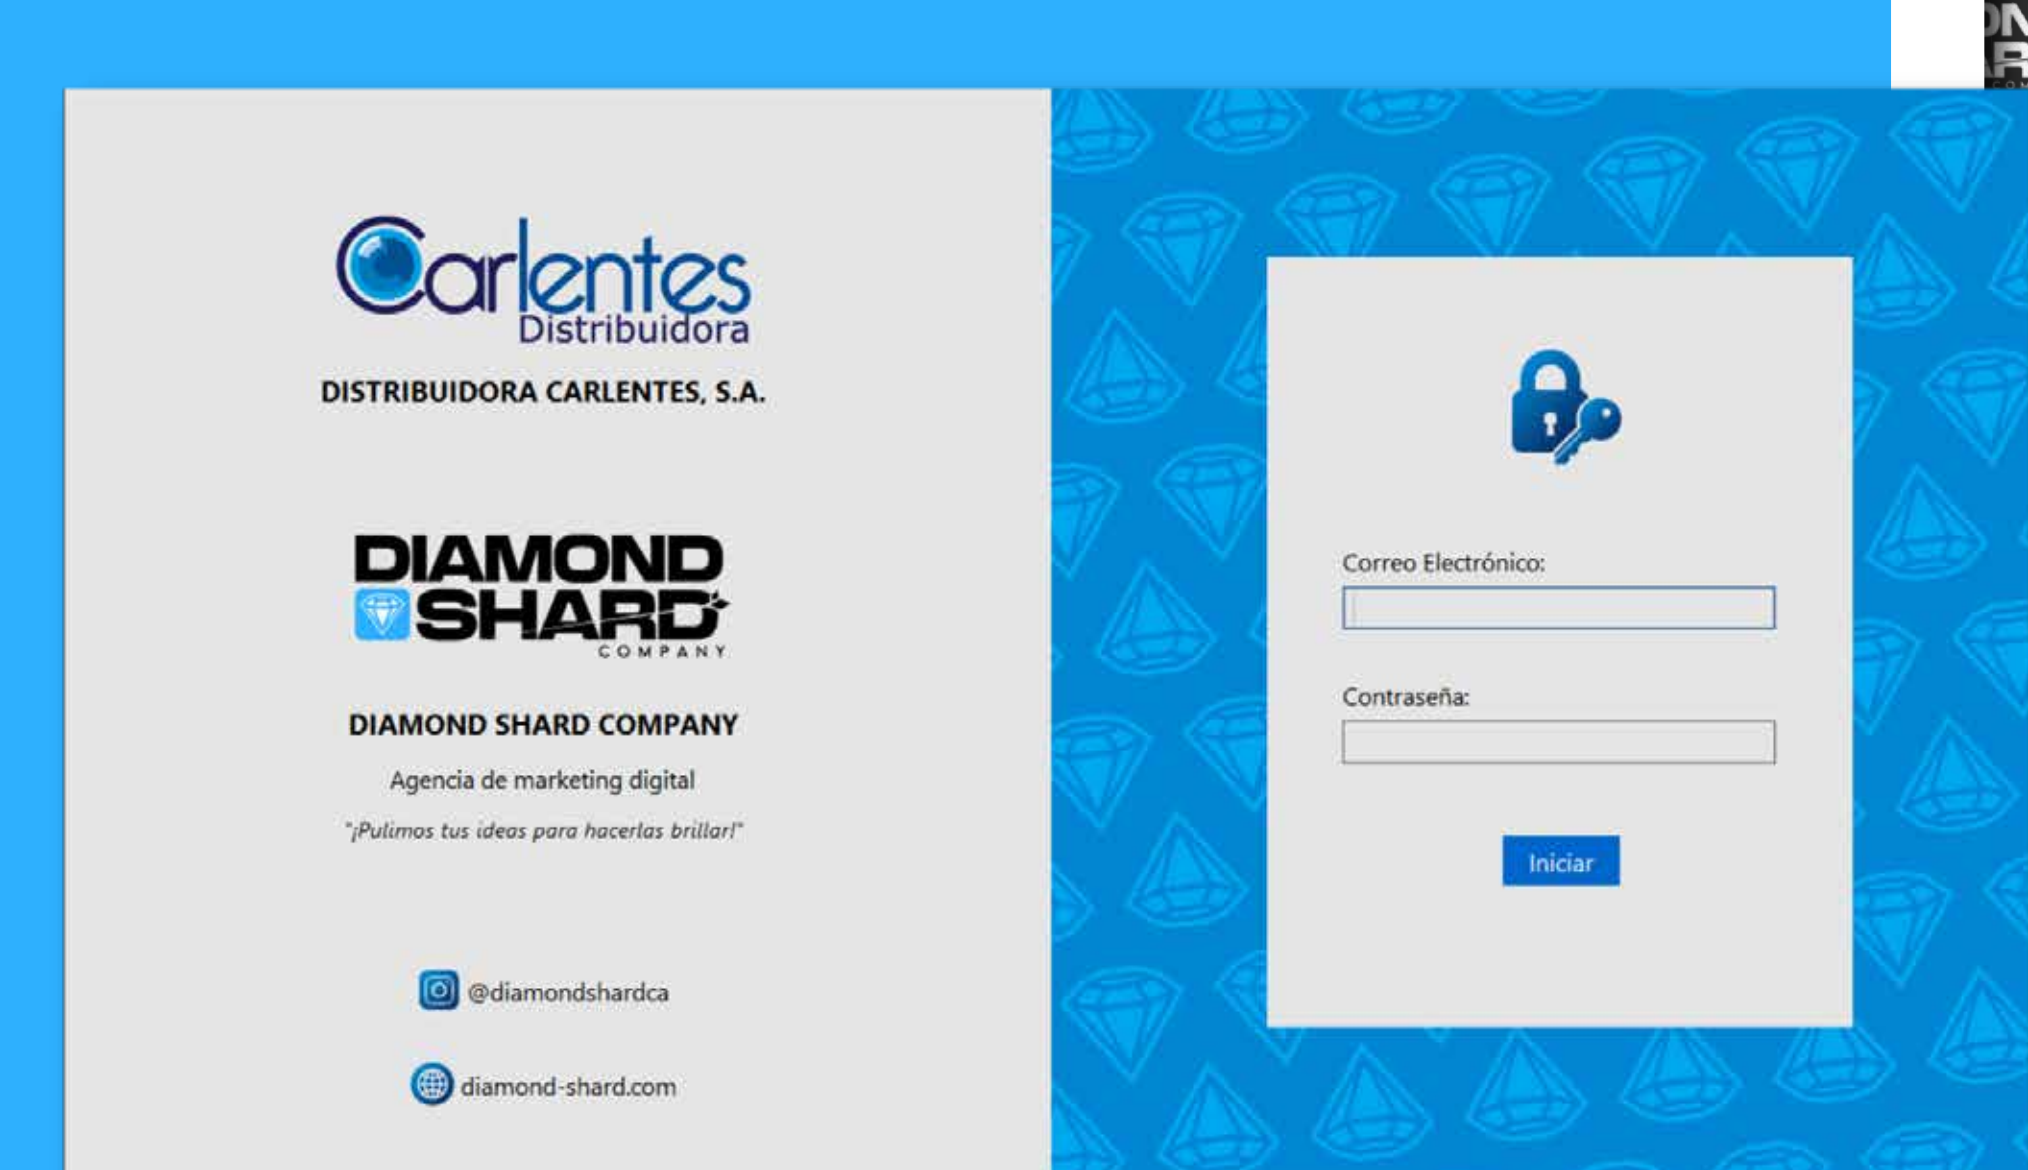 Carlentes
Distribuidora
DISTRIBUIDORA CARLENTES, S.A.
DIAMOND
SHARD
COMPANY
DIAMOND SHARD COMPANY
Agencia de marketing digital
"¡Pulimos tus ideas para hacerlas brillar!"
@diamondshardca
diamond-shard.com
Correo Electrónico:
Contraseña:
Iniciar